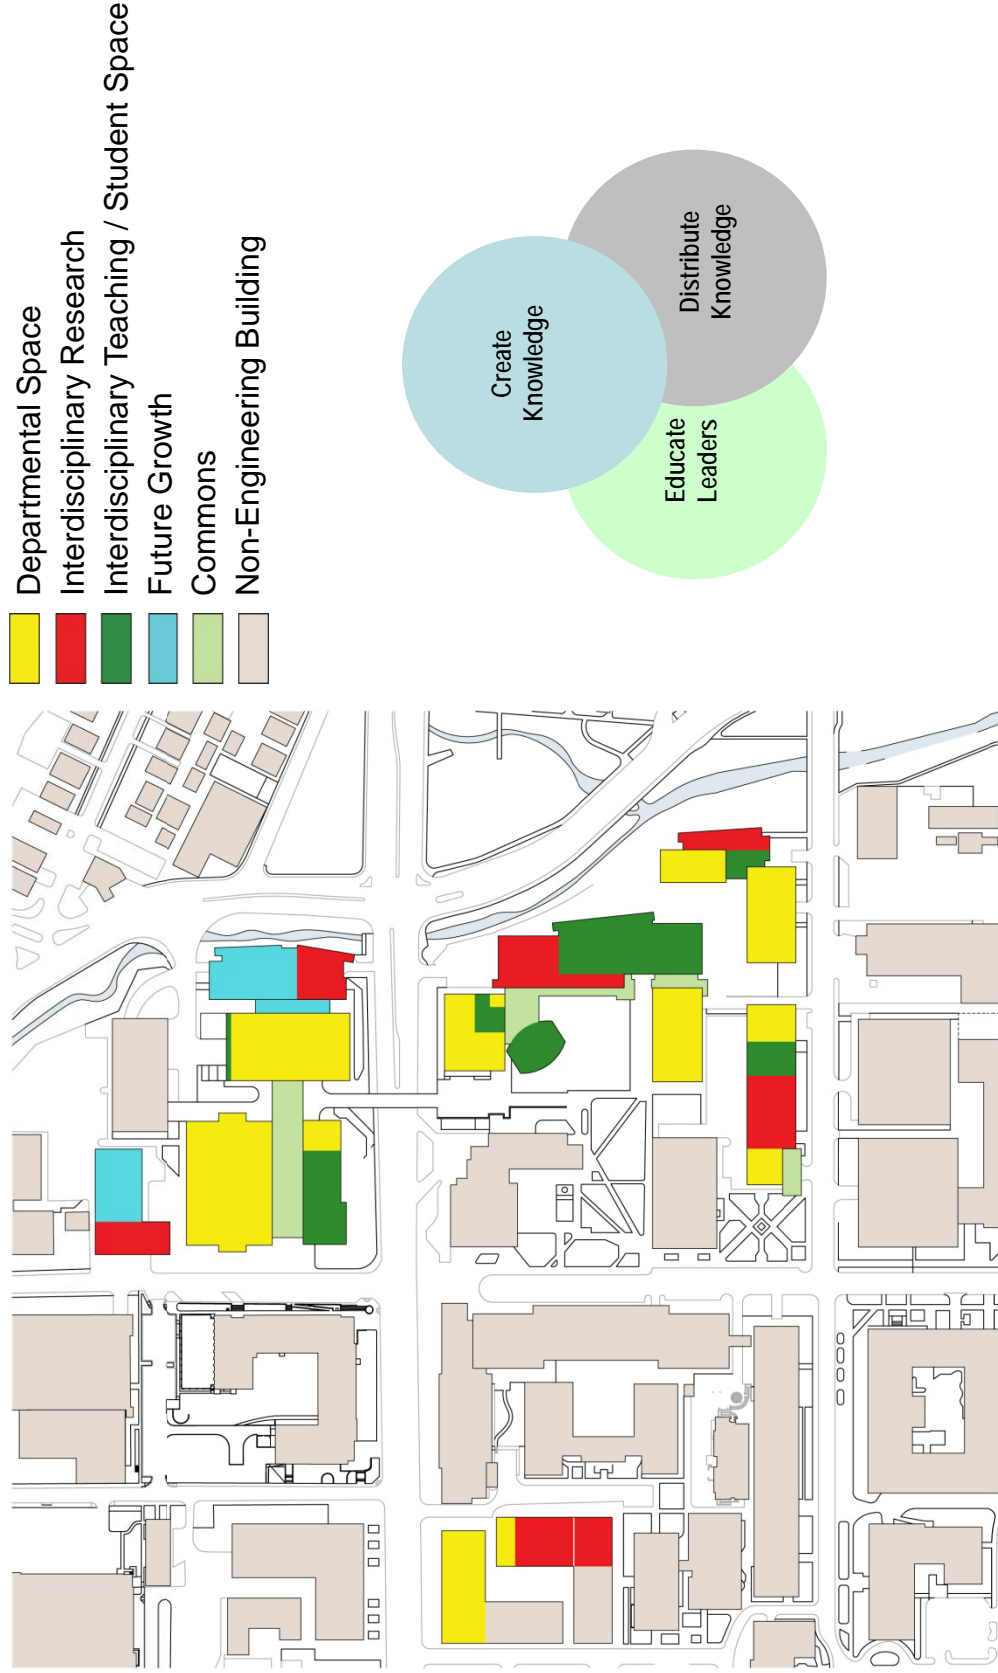 Departmental Space
Interdisciplinary Research
Interdisciplinary Teaching / Student Space
Future Growth
Commons
Non-Engineering Building
Create
Knowledge
Educate
Leaders
Distribute
Knowledge